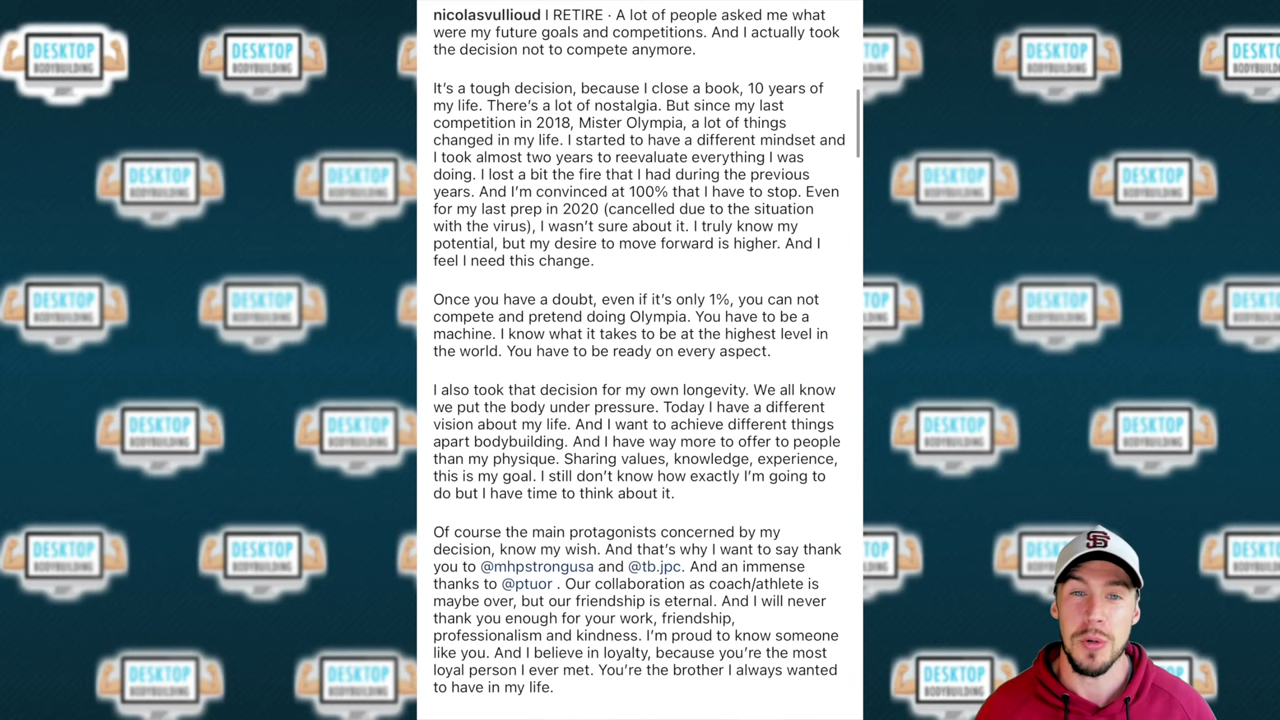 nicolasvullioud I RETIRE · A lot of people asked me what
were my future goals and competitions. And I actually took
the decision not to compete anymore.
It’s a tough decision, because I close a book, 10 years of
my life. There’s a lot of nostalgia. But since my last
competition in 2018, Mister Olympia, a lot of things
changed in my life. I started to have a different mindset and
I took almost two years to reevaluate everything I was
doing. I lost a bit the fire that I had during the previous
years. And I’m convinced at 100% that I have to stop. Even
for my last prep in 2020 (cancelled due to the situation
with the virus), I wasn’t sure about it. I truly know my
potential, but my desire to move forward is higher. And I
feel I need this change.
Once you have a doubt, even if it’s only 1%, you can not
compete and pretend doing Olympia. You have to be a
machine. I know what it takes to be at the highest level in
the world. You have to be ready on every aspect.
I also took that decision for my own longevity. We all know
we put the body under pressure. Today I have a different
vision about my life. And I want to achieve different things
apart bodybuilding. And I have way more to offer to people
than my physique. Sharing values, knowledge, experience,
this is my goal. I still don’t know how exactly I’m going to
do but I have time to think about it.
Of course the main protagonists concerned by my
decision, know my wish. And that’s why I want to say thank
you to @mhpstrongusa and @tb.jpc. And an immense
thanks to @ptuor . Our collaboration as coach/athlete is
maybe over, but our friendship is eternal. And I will never
thank you enough for your work, friendship,
professionalism and kindness. I’m proud to know someone
like you. And I believe in loyalty, because you’re the most
loyal person I ever met. You’re the brother I always wanted
to have in my life.
DESKTOP
BODYBUILDING
SF